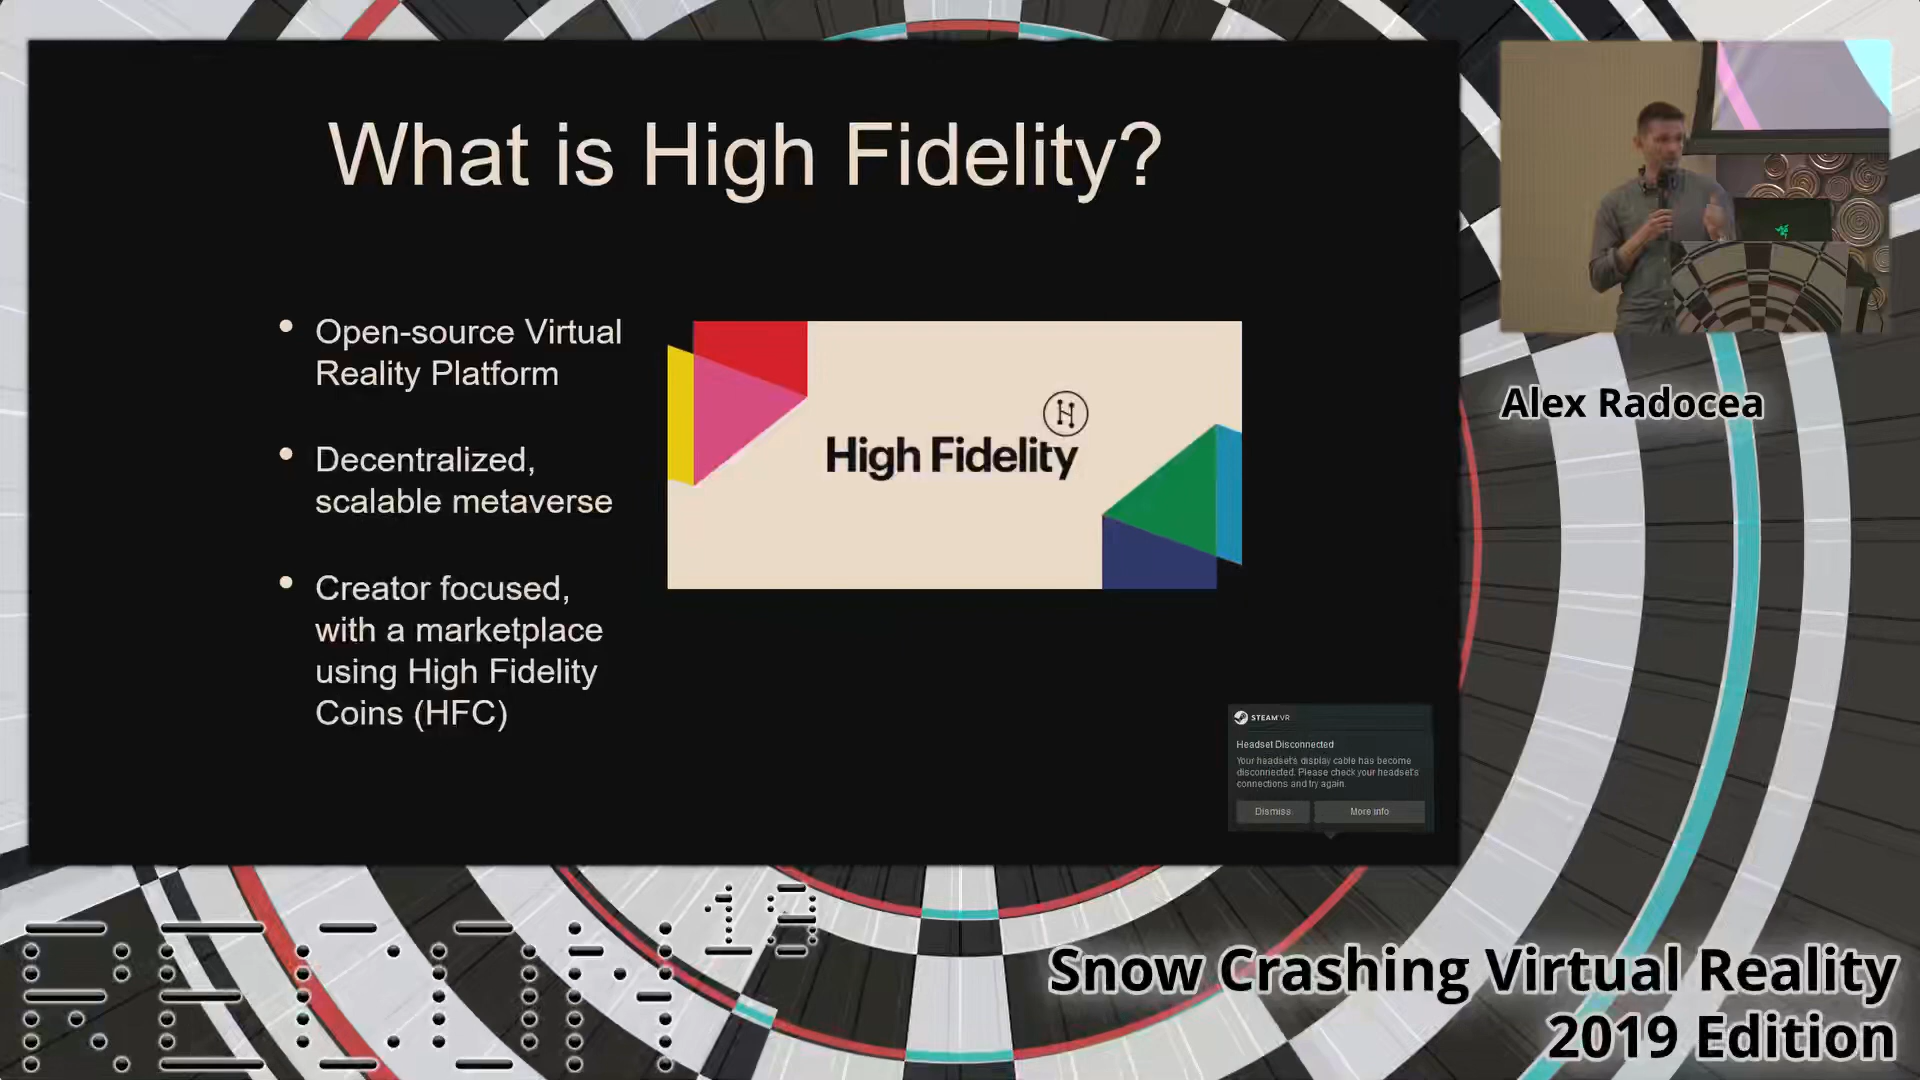 What is High Fidelity?
Open-source Virtual
Reality Platform
Decentralized,
scalable metaverse
Creator focused,
with a marketplace
using High Fidelity
Coins (HFC)
H
High Fidelity
STEAMVR
Headset Disconnected
Your headset's display cable has become
disconnected. Please check your headset's
connections and try again.
Dismiss
More info
Alex Radocea
RECON19
Snow Crashing Virtual Reality
2019 Edition